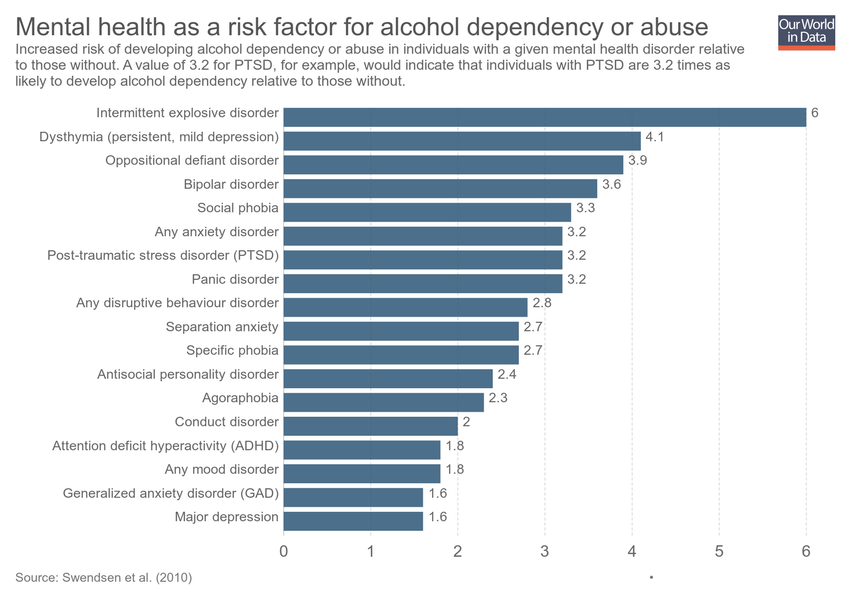 Mental health as a risk factor for alcohol dependency or abuse
Our World
in Data
Increased risk of developing alcohol dependency or abuse in individuals with a given mental health disorder relative
to those without. A value of 3.2 for PTSD, for example, would indicate that individuals with PTSD are 3.2 times as
likely to develop alcohol dependency relative to those without.
Intermittent explosive disorder 6
Dysthymia (persistent, mild depression) 4.1
Oppositional defiant disorder 3.9
Bipolar disorder 3.6
Social phobia 3.3
Any anxiety disorder 3.2
Post-traumatic stress disorder (PTSD) 3.2
Panic disorder 3.2
Any disruptive behaviour disorder 2.8
Separation anxiety 2.7
Specific phobia 2.7
Antisocial personality disorder 2.4
Agoraphobia 2.3
Conduct disorder 2
Attention deficit hyperactivity (ADHD) 1.8
Any mood disorder 1.8
Generalized anxiety disorder (GAD) 1.6
Major depression 1.6
0 1 2 3 4 5 6
Source: Swendsen et al. (2010) •